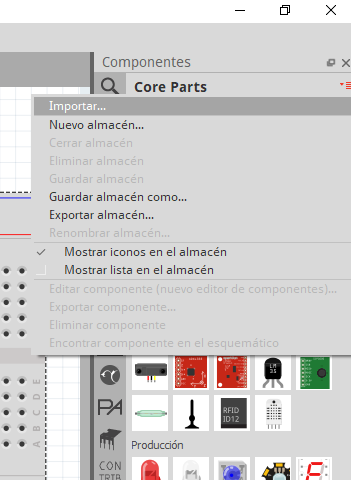 Componentes
Core Parts
Importar...
Nuevo almacén...
Cerrar almacén
Eliminar almacén
Guardar almacén
Guardar almacén como...
Exportar almacén...
Renombrar almacén...
Mostrar iconos en el almacén
Mostrar lista en el almacén
Editar componente (nuevo editor de componentes)...
Exportar componente...
Eliminar componente
Encontrar componente en el esquemático
LM
35
PA
RFID
ID12
A B C D E
Producción
CON
TRIB